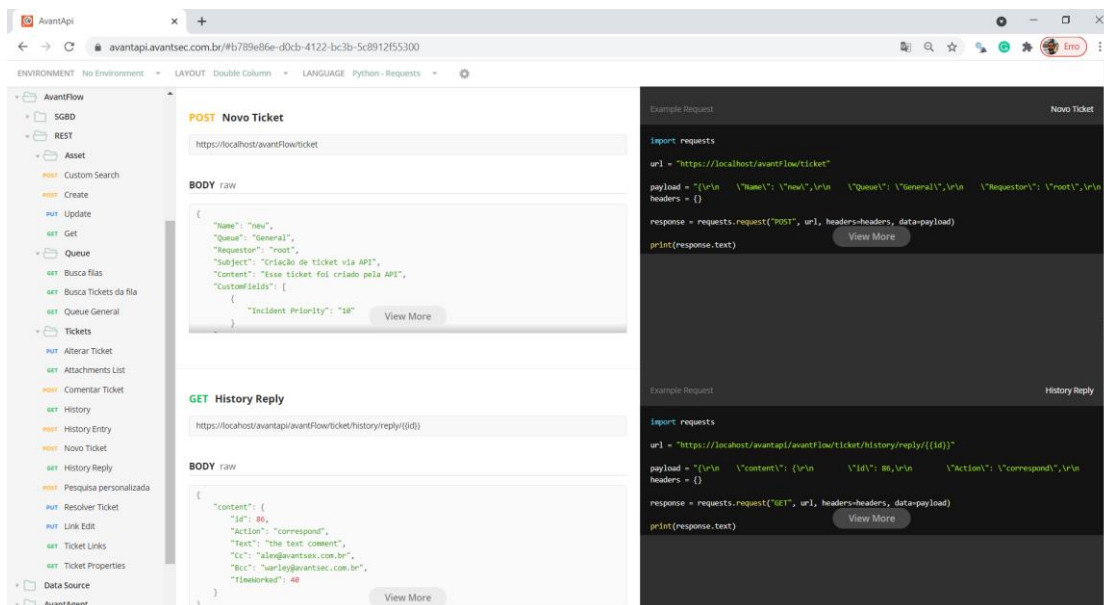 AvantApi
avantapi.avantsec.com.br/#b789e86e-d0cb-4122-bc3b-5c8912f55300
Erro
ENVIRONMENT No Environment LAYOUT Double Column LANGUAGE Python - Requests
AvantFlow
SGBD
REST
Asset
POST Custom Search
POST Create
PUT Update
GET Get
Queue
GET Busca filas
GET Busca Tickets da fila
GET Queue General
Tickets
PUT Alterar Ticket
GET Attachments List
POST Comentar Ticket
GET History
POST History Entry
POST Novo Ticket
GET History Reply
POST Pesquisa personalizada
PUT Resolver Ticket
PUT Link Edit
GET Ticket Links
GET Ticket Properties
Data Source
AvantAgent
POST Novo Ticket
https://localhost/avantFlow/ticket
BODY raw
{
"Name": "new",
"Queue": "General",
"Requestor": "root",
"Subject": "Criação de ticket via API",
"Content": "Esse ticket foi criado pela API",
"CustomFields": [
{
"Incident Priority": "10"
}
View More
GET History Reply
https://locahost/avantapi/avantFlow/ticket/history/reply/{{id}}
BODY raw
{
"content": {
"id": 86,
"Action": "correspond",
"Text": "the text comment",
"Cc": "alex@avantsex.com.br",
"Bcc": "warley@avantsec.com.br",
"TimeWorked": 40
}
}
View More
Example Request Novo Ticket
import requests
url = "https://localhost/avantFlow/ticket"
payload = "{\r\n    \"Name\": \"new\",\r\n    \"Queue\": \"General\",\r\n    \"Requestor\": \"root\",\r\n
headers = {}
response = requests.request("POST", url, headers=headers, data=payload)
View More
print(response.text)
Example Request History Reply
import requests
url = "https://locahost/avantapi/avantFlow/ticket/history/reply/{{id}}"
payload = "{\r\n    \"content\": {\r\n        \"id\": 86,\r\n        \"Action\": \"correspond\",\r\n
headers = {}
response = requests.request("GET", url, headers=headers, data=payload)
View More
print(response.text)